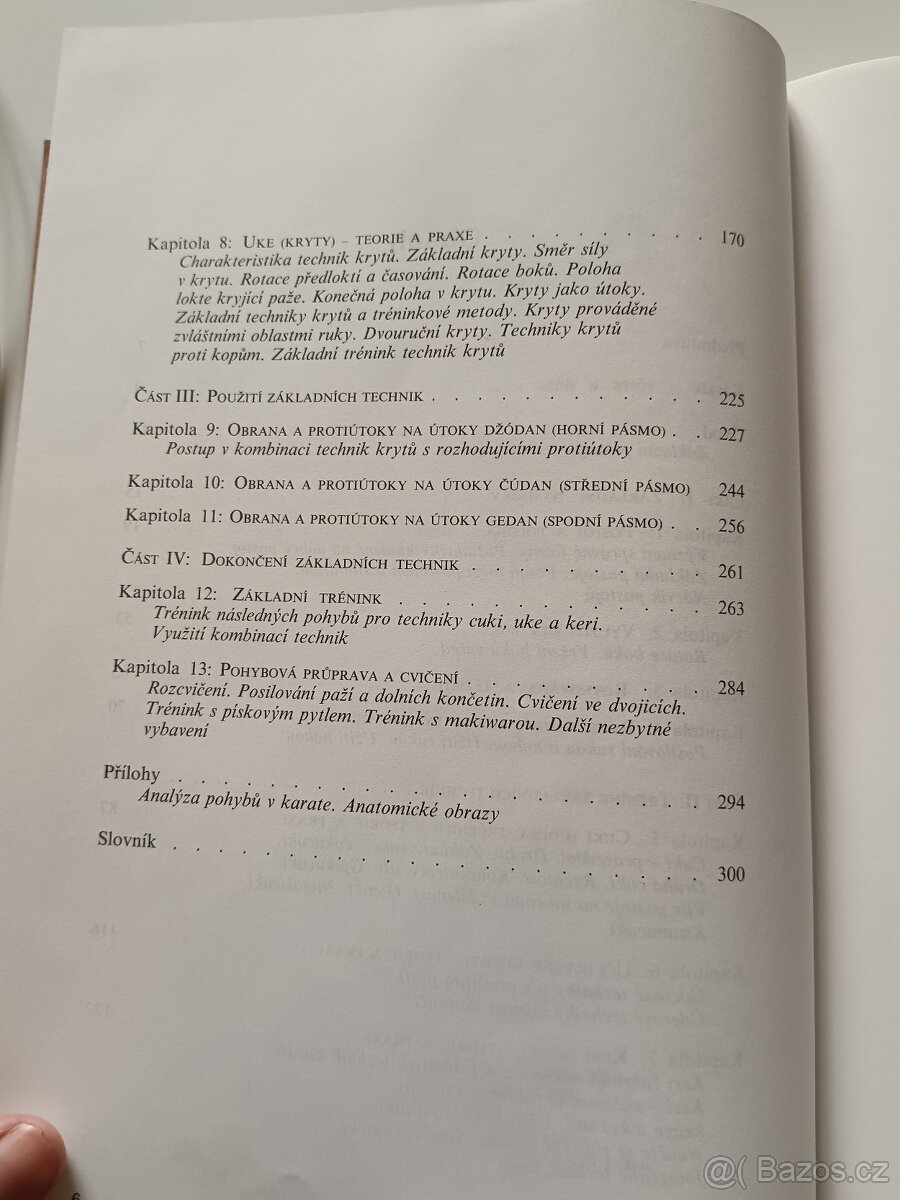 Kapitola 8: UKE (KRYTY) – TEORIE A PRAXE . . . . . . . . . . 170
Charakteristika technik krytů. Základní kryty. Směr síly
v krytu. Rotace předloktí a časování. Rotace boků. Poloha
lokte kryjící paže. Konečná poloha v krytu. Kryty jako útoky.
Základní techniky krytů a tréninkové metody. Kryty prováděné
zvláštními oblastmi ruky. Dvouruční kryty. Techniky krytů
proti kopům. Základní trénink technik krytů
ČÁST III: POUŽITÍ ZÁKLADNÍCH TECHNIK . . . . . . . . . . . . 225
Kapitola 9: OBRANA A PROTIÚTOKY NA ÚTOKY DŽÓDAN (HORNÍ PÁSMO) . . 227
Postup v kombinaci technik krytů s rozhodujícími protiútoky
Kapitola 10: OBRANA A PROTIÚTOKY NA ÚTOKY ČÚDAN (STŘEDNÍ PÁSMO) 244
Kapitola 11: OBRANA A PROTIÚTOKY NA ÚTOKY GEDAN (SPODNÍ PÁSMO) . . 256
ČÁST IV: DOKONČENÍ ZÁKLADNÍCH TECHNIK . . . . . . . . . . . 261
Kapitola 12: ZÁKLADNÍ TRÉNINK . . . . . . . . . . . . . . 263
Trénink následných pohybů pro techniky cuki, uke a keri.
Využití kombinací technik
Kapitola 13: POHYBOVÁ PRŮPRAVA A CVIČENÍ . . . . . . . . . . . 284
Rozcvičení. Posilování paží a dolních končetin. Cvičení ve dvojicích.
Trénink s pískovým pytlem. Trénink s makiwarou. Další nezbytné
vybavení
Přílohy . . . . . . . . . . . . . . . . . . . . . . . 294
Analýza pohybů v karate. Anatomické obrazy
Slovník . . . . . . . . . . . . . . . . . . . . . . . 300
6
@( Bazos.cz